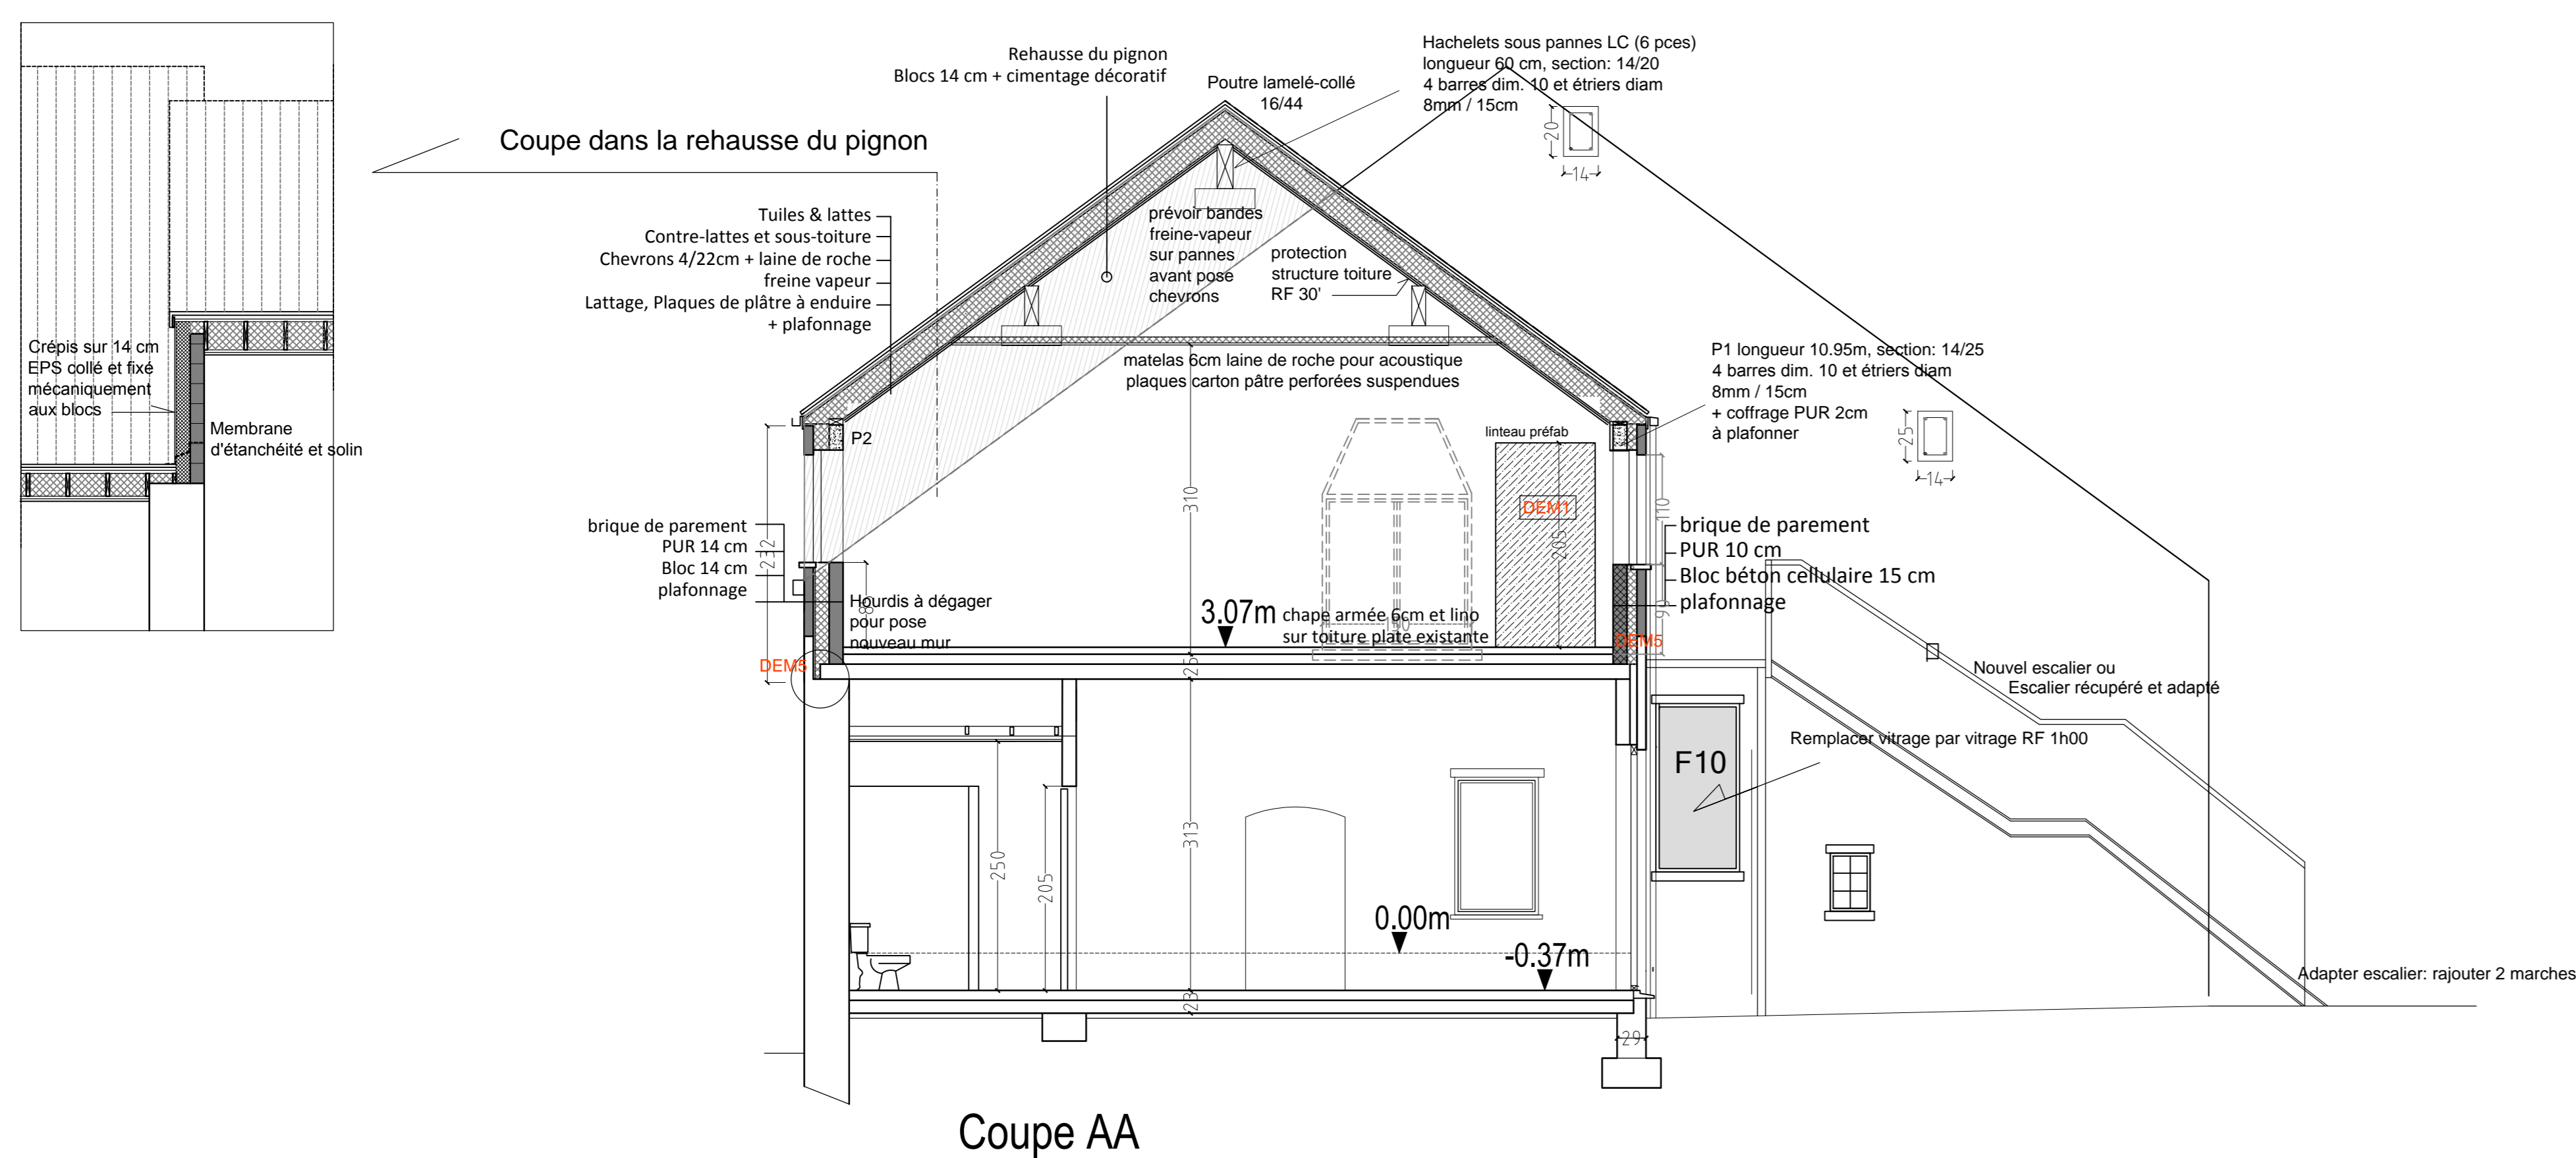 Rehausse du pignon
Blocs 14 cm + cimentage décoratif
Poutre lamelé-collé
16/44
Hachelets sous pannes LC (6 pces)
longueur 60 cm, section: 14/20
4 barres dim. 10 et étriers diam
8mm / 15cm
20
14
Coupe dans la rehausse du pignon
Tuiles & lattes
Contre-lattes et sous-toiture
Chevrons 4/22cm + laine de roche
freine vapeur
Lattage, Plaques de plâtre à enduire
+ plafonnage
prévoir bandes
freine-vapeur
sur pannes
avant pose
chevrons
protection
structure toiture
RF 30'
matelas 6cm laine de roche pour acoustique
plaques carton pâtre perforées suspendues
Crépis sur 14 cm
EPS collé et fixé
mécaniquement
aux blocs
Membrane
d'étanchéité et solin
P1 longueur 10.95m, section: 14/25
4 barres dim. 10 et étriers diam
8mm / 15cm
+ coffrage PUR 2cm
à plafonner
25
14
P2
linteau préfab
310
DEM1
205
110
232
brique de parement
PUR 14 cm
Bloc 14 cm
plafonnage
brique de parement
PUR 10 cm
Bloc béton cellulaire 15 cm
plafonnage
99
Hourdis à dégager
pour pose
nouveau mur
3.07m
chape armée 6cm et lino
sur toiture plate existante
DEM5
DEM5
25
Nouvel escalier ou
Escalier récupéré et adapté
Remplacer vitrage par vitrage RF 1h00
F10
313
250
205
0.00m
-0.37m
Adapter escalier: rajouter 2 marches
23
29
Coupe AA